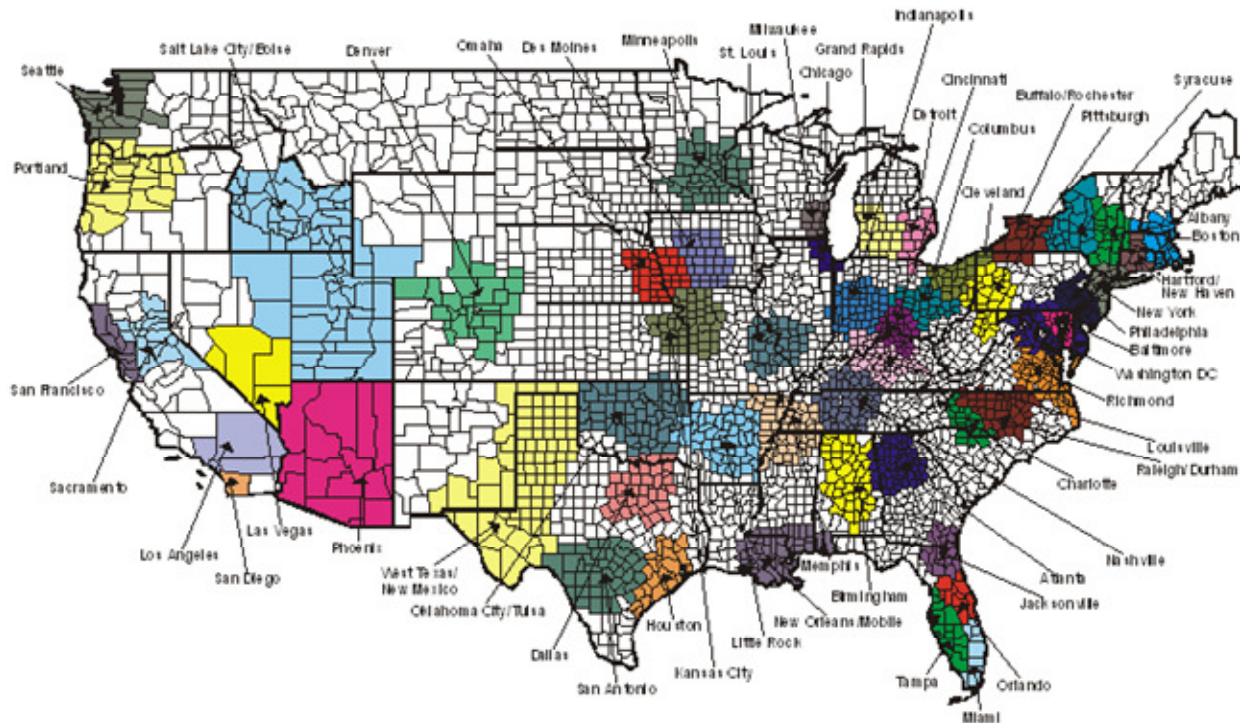 Indianapolis
Milwaukee
Minneapolis
St. Louis
Grand Rapids
Des Moines
Omaha
Denver
Salt Lake City/Boise
Chicago
Cincinnati
Seattle
Detroit
Syracuse
Buffalo/Rochester
Columbus
Pittsburgh
Portland
Cleveland
Albany
Boston
Hartford/
New Haven
New York
Philadelphia
Baltimore
Washington DC
San Francisco
Richmond
Louisville
Raleigh/Durham
Sacramento
Charlotte
Las Vegas
Los Angeles
Phoenix
San Diego
West Texas/
New Mexico
Nashville
Memphis
Atlanta
Birmingham
Jacksonville
Oklahoma City/Tulsa
Houston
New Orleans/Mobile
Little Rock
Dallas
Kansas City
San Antonio
Tampa
Orlando
Miami